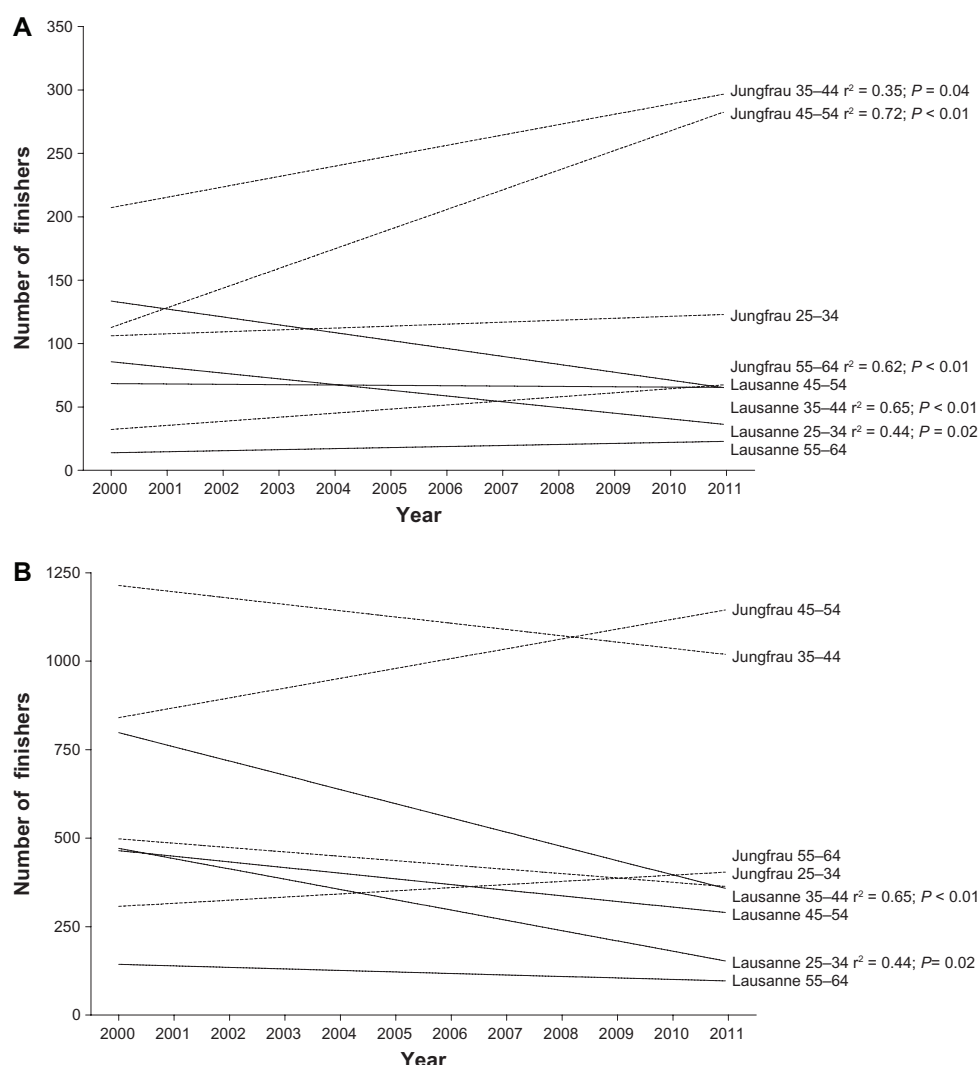 A
350
300
250
200
150
100
50
0
Number of finishers
2000 2001 2002 2003 2004 2005 2006 2007 2008 2009 2010 2011
Year
Jungfrau 35–44 r² = 0.35; P = 0.04
Jungfrau 45–54 r² = 0.72; P < 0.01
Jungfrau 25–34
Jungfrau 55–64 r² = 0.62; P < 0.01
Lausanne 45–54
Lausanne 35–44 r² = 0.65; P < 0.01
Lausanne 25–34 r² = 0.44; P = 0.02
Lausanne 55–64
B
1250
1000
750
500
250
0
Number of finishers
2000 2001 2002 2003 2004 2005 2006 2007 2008 2009 2010 2011
Year
Jungfrau 45–54
Jungfrau 35–44
Jungfrau 55–64
Jungfrau 25–34
Lausanne 35–44 r² = 0.65; P < 0.01
Lausanne 45–54
Lausanne 25–34 r² = 0.44; P= 0.02
Lausanne 55–64